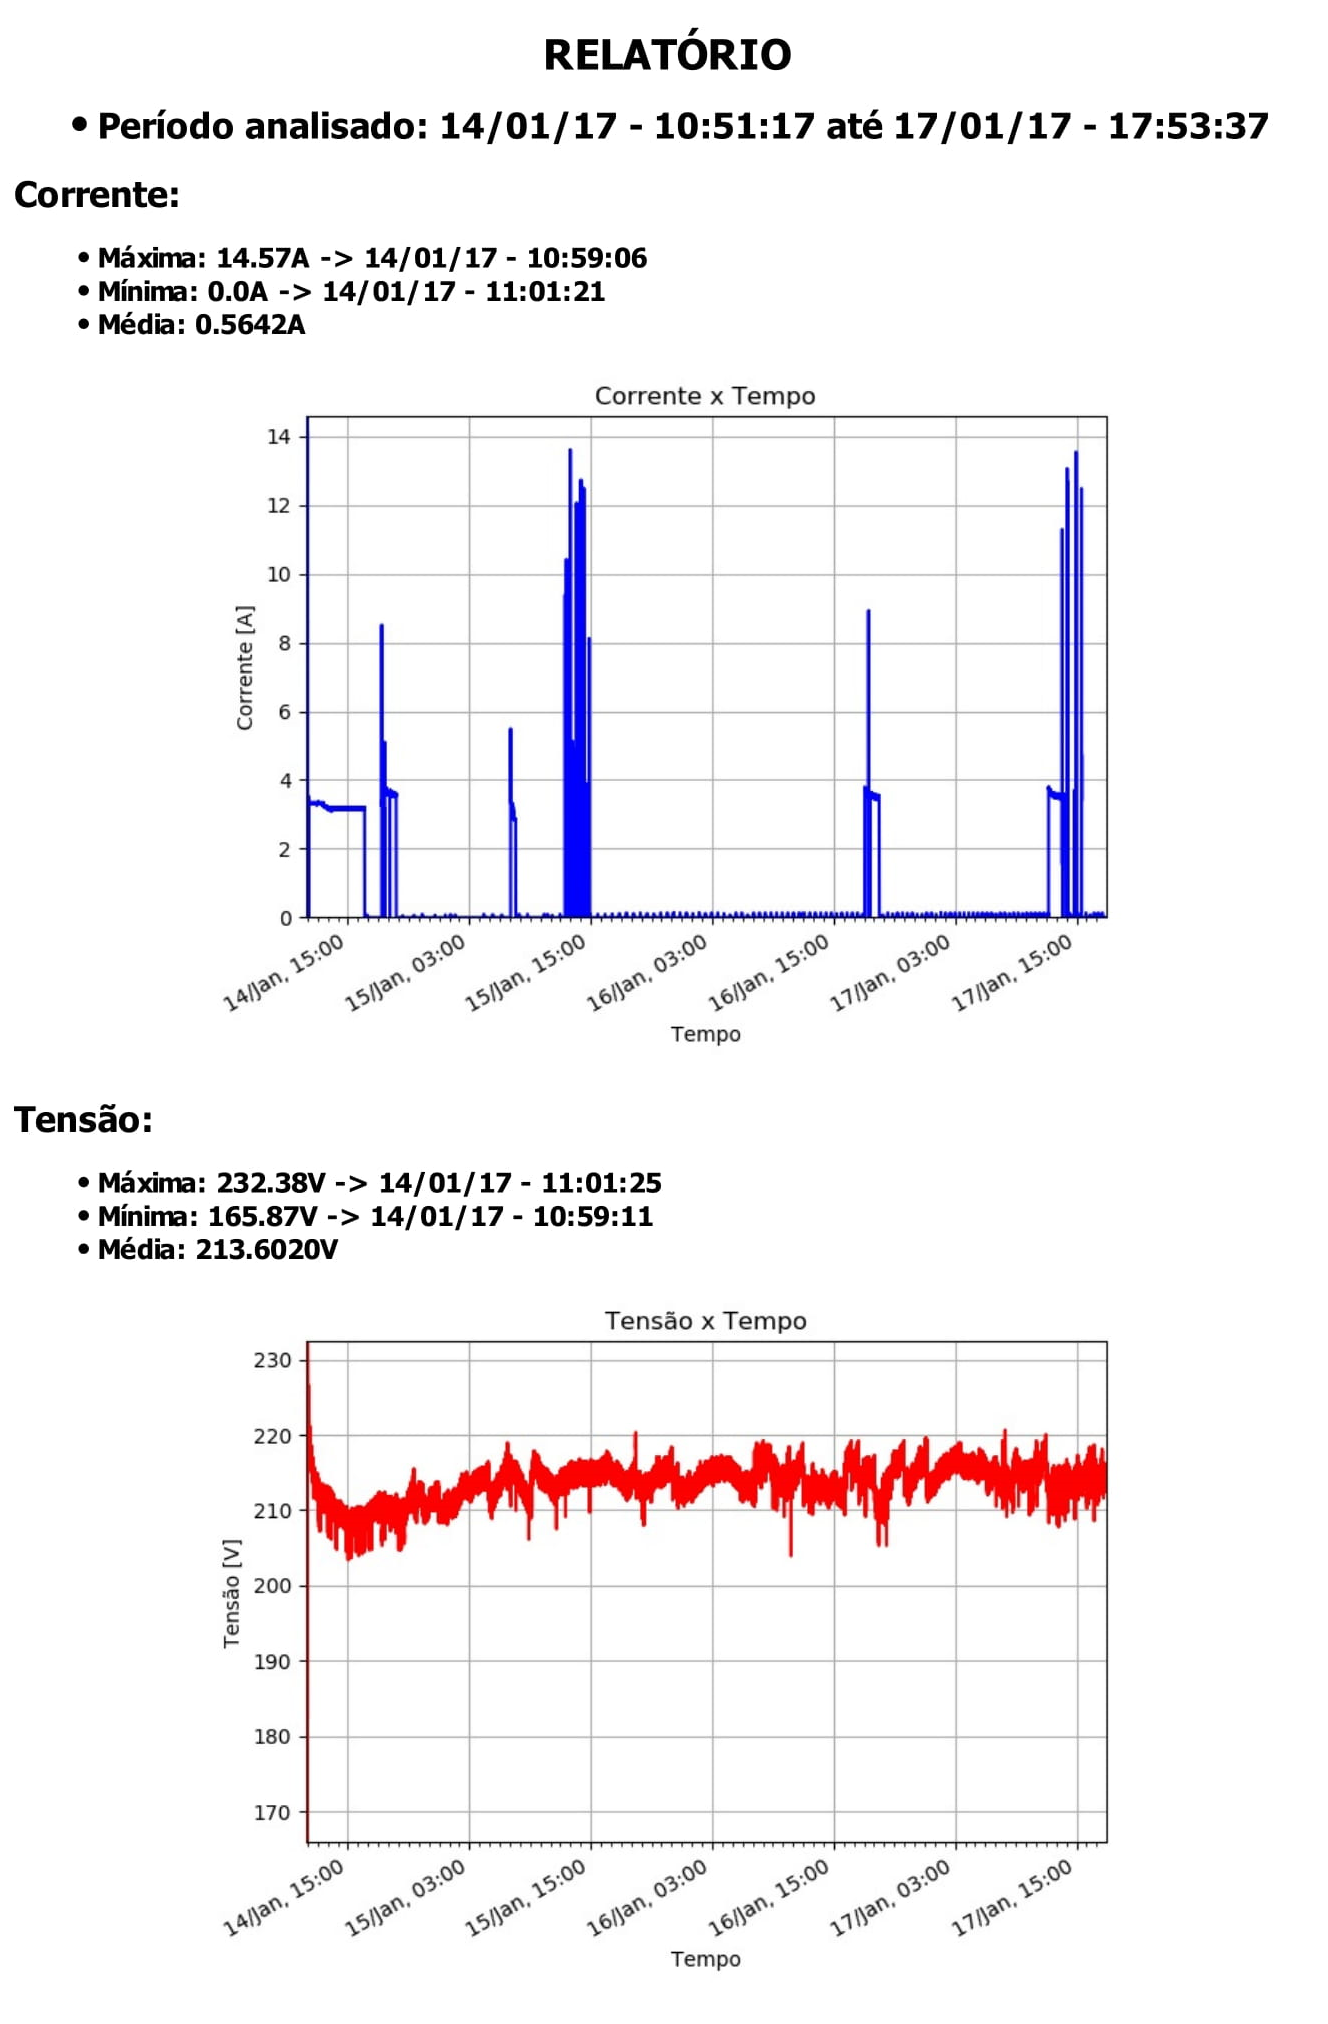 RELATÓRIO
• Período analisado: 14/01/17 - 10:51:17 até 17/01/17 - 17:53:37
Corrente:
• Máxima: 14.57A -> 14/01/17 - 10:59:06
• Mínima: 0.0A -> 14/01/17 - 11:01:21
• Média: 0.5642A
Corrente x Tempo
14
12
10
8
6
4
2
0
Corrente [A]
14/Jan, 15:00
15/Jan, 03:00
15/Jan, 15:00
16/Jan, 03:00
16/Jan, 15:00
17/Jan, 03:00
17/Jan, 15:00
Tempo
Tensão:
• Máxima: 232.38V -> 14/01/17 - 11:01:25
• Mínima: 165.87V -> 14/01/17 - 10:59:11
• Média: 213.6020V
Tensão x Tempo
230
220
210
200
190
180
170
Tensão [V]
14/Jan, 15:00
15/Jan, 03:00
15/Jan, 15:00
16/Jan, 03:00
16/Jan, 15:00
17/Jan, 03:00
17/Jan, 15:00
Tempo